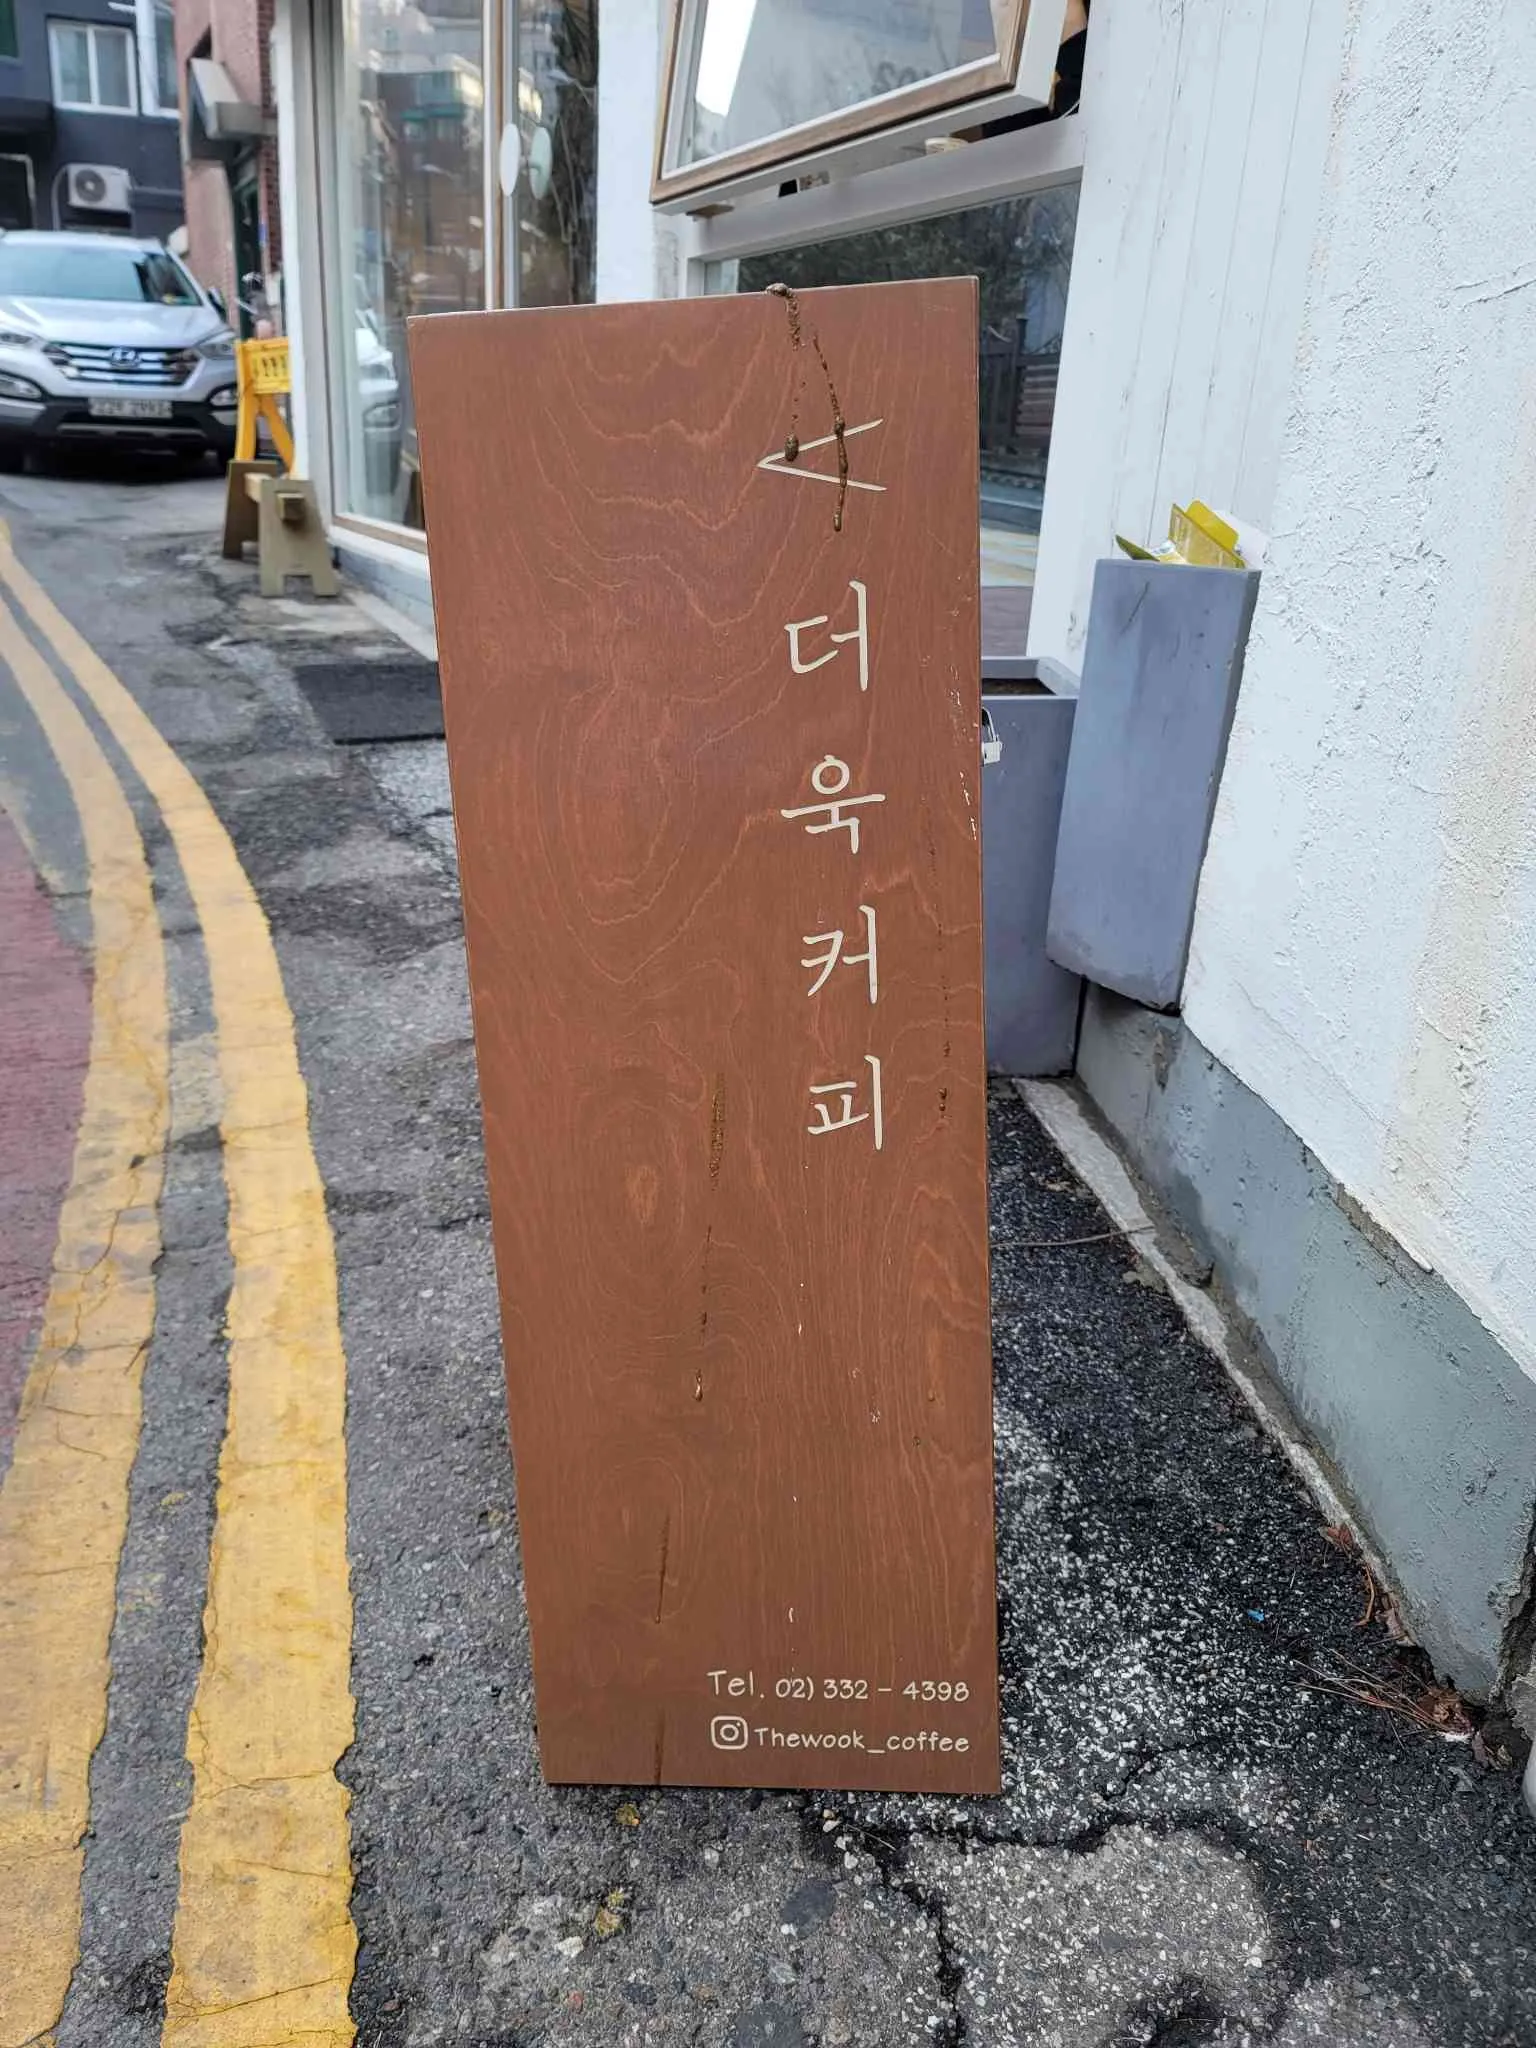 더
욱
커
피
Tel. 02) 332 - 4398
Thewook_coffee